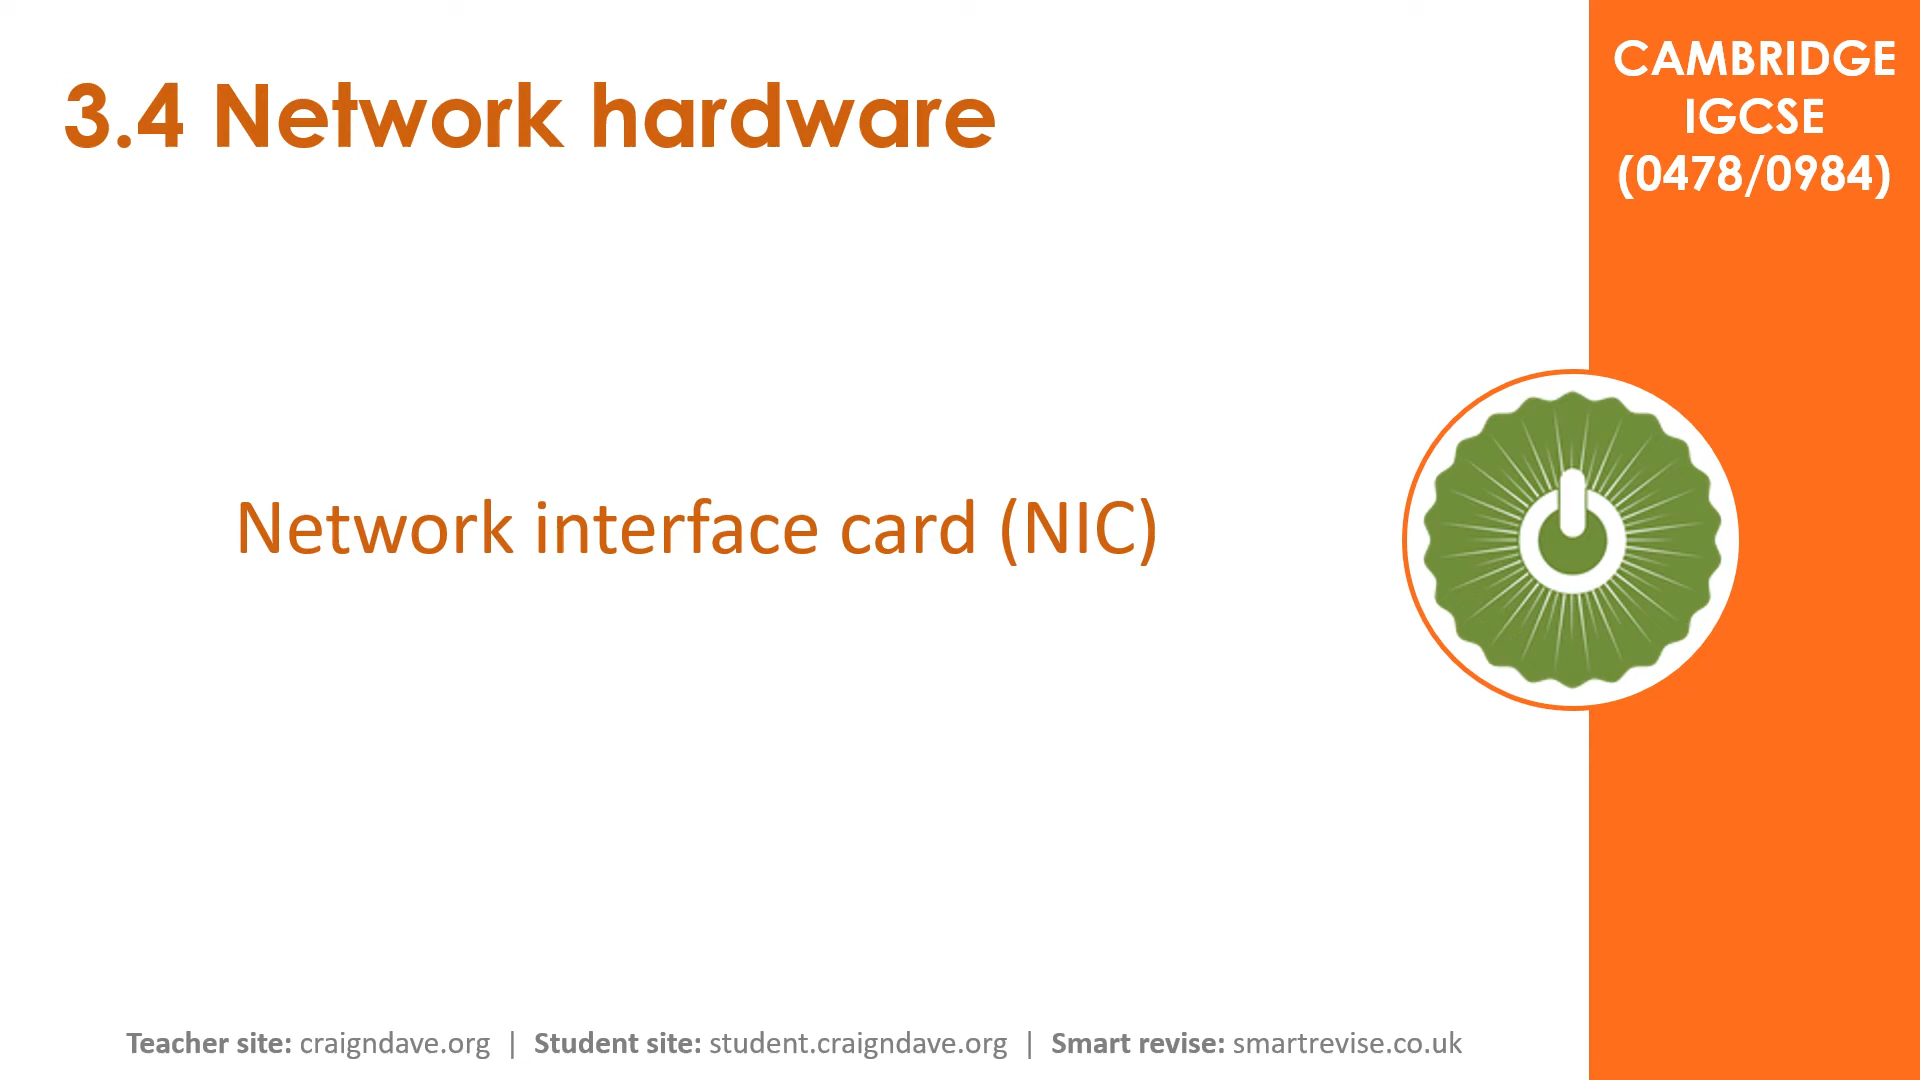 3.4 Network hardware
CAMBRIDGE
IGCSE
(0478/0984)
Network interface card (NIC)
Teacher site: craigndave.org | Student site: student.craigndave.org | Smart revise: smartrevise.co.uk